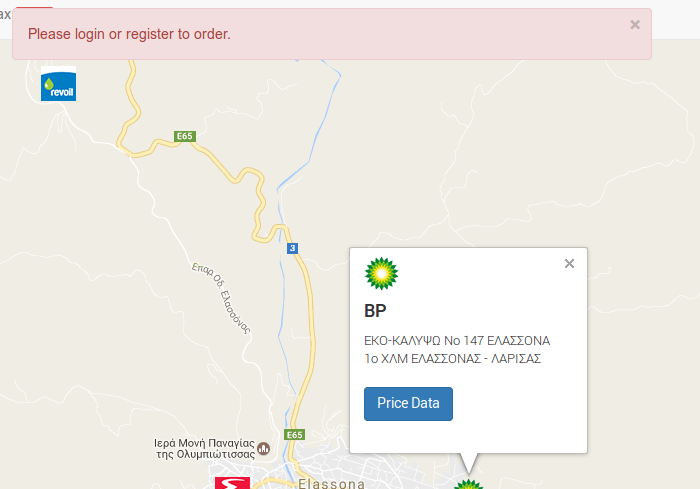 ax
Please login or register to order.
×
revoil
E65
3
Επαρ Οδ. Ελασσόνας
×
BP
ΕΚΟ-ΚΑΛΥΨΩ Νο 147 ΕΛΑΣΣΟΝΑ
1ο ΧΛΜ ΕΛΑΣΣΟΝΑΣ - ΛΑΡΙΣΑΣ
Price Data
E65
Ιερά Μονή Παναγίας
της Ολυμπιώτισσας
Elassona